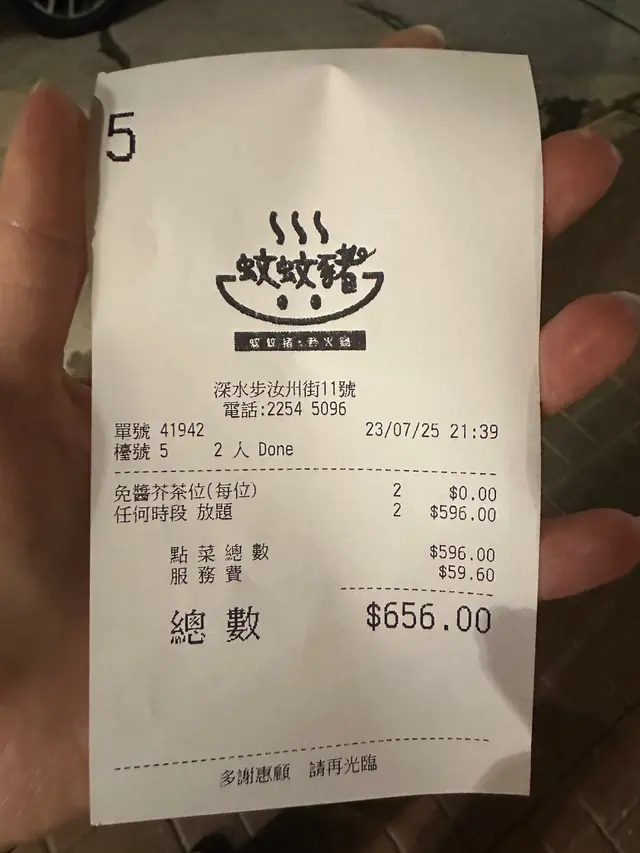 5
蚊蚊豬
蚊蚊豬·老火鍋
深水步汝州街11號
電話:2254 5096
單號 41942 23/07/25 21:39
檯號 5 2 人 Done
免醬芥茶位(每位) 2 $0.00
任何時段 放題 2 $596.00
點菜總數 $596.00
服務費 $59.60
總數 $656.00
多謝惠顧 請再光臨